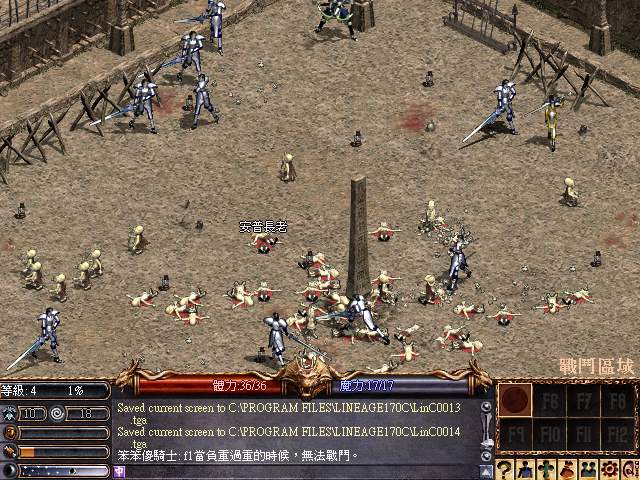 安普長老
戰鬥區域
等級:4 1%
體力:36/36
魔力:17/17
10
18
Saved current screen to C:\PROGRAM FILES\LINEAGE170C\LinC0013
.tga
Saved current screen to C:\PROGRAM FILES\LINEAGE170C\LinC0014
.tga
笨笨傻騎士: f1當負重過重的時候，無法戰鬥。
F6 F7 F8
F9 F10 F11 F12
中